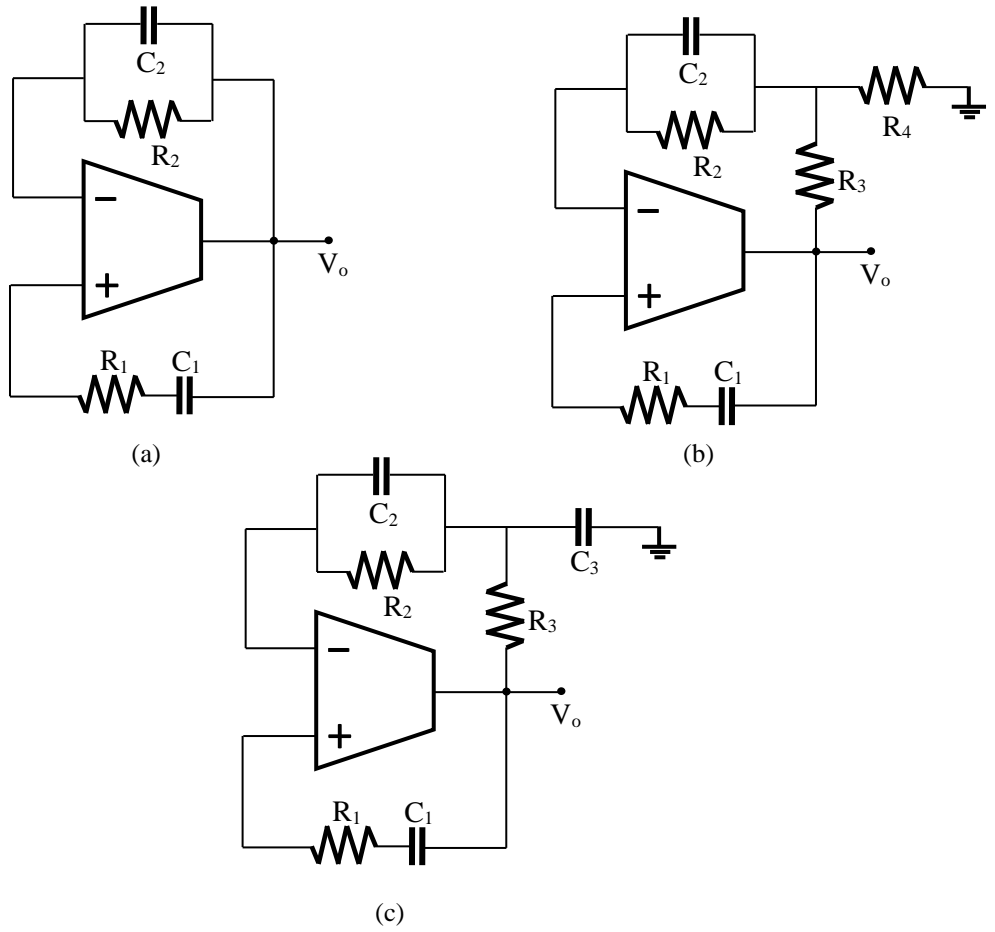 C₂
R₂
−
+
Vₒ
R₁ C₁
(a)
C₂
R₂
R₄
R₃
−
+
Vₒ
R₁ C₁
(b)
C₂
R₂
C₃
R₃
−
+
Vₒ
R₁ C₁
(c)